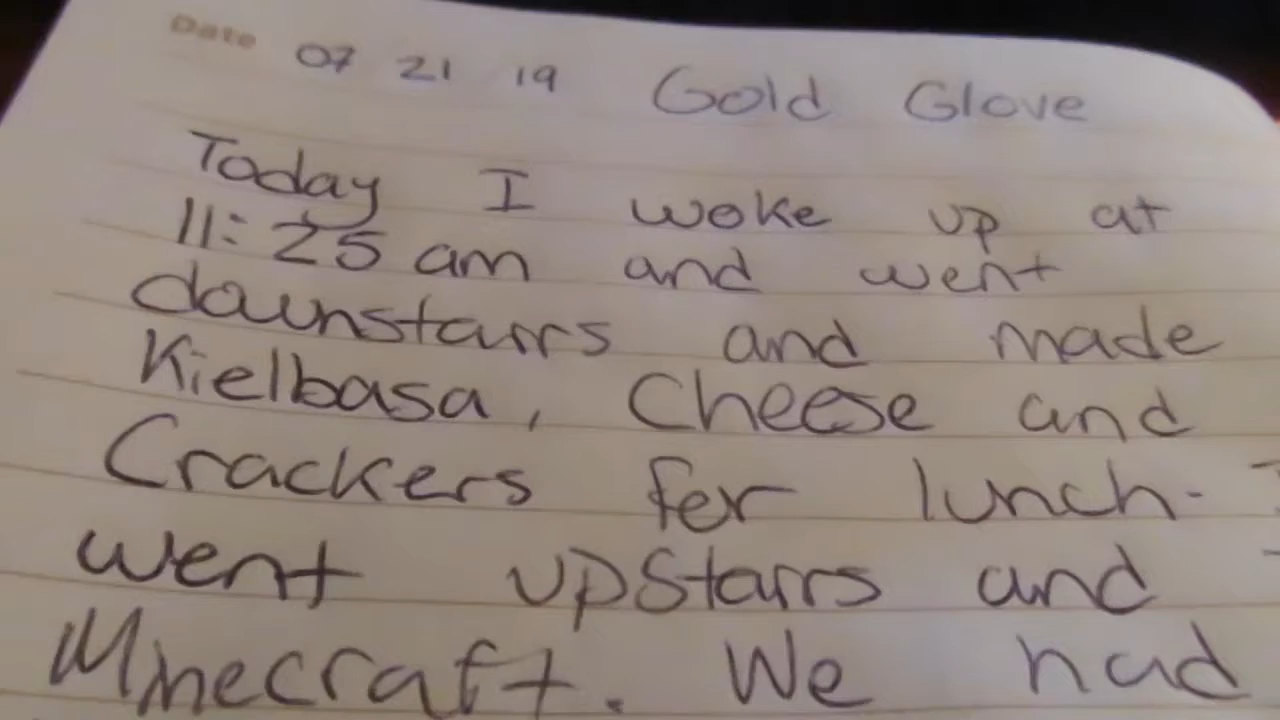 Date 07 21 19 Gold Glove
Today I woke up at
11:25 am and went
downstairs and made
Kielbasa, Cheese and
Crackers for lunch.
went upstairs and
Minecraft. We had